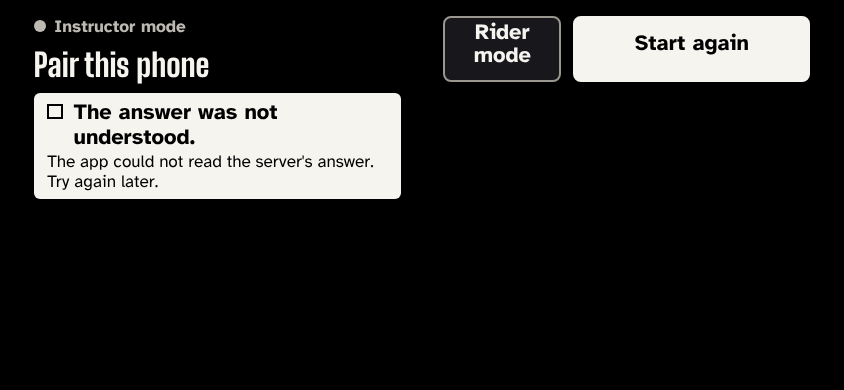 Instructor mode
Pair this phone
The answer was not
understood.
The app could not read the server's answer.
Try again later.
Rider
mode
Start again